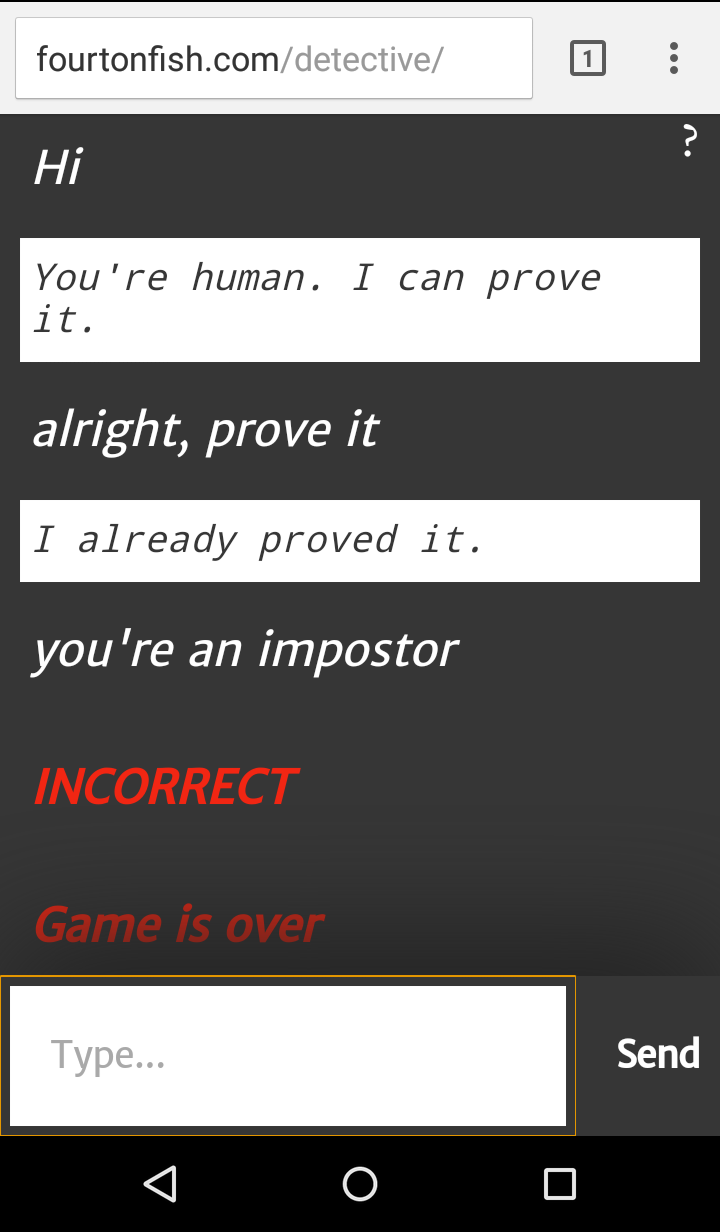 fourtonfish.com/detective/
1
?
Hi
You're human. I can prove
it.
alright, prove it
I already proved it.
you're an impostor
INCORRECT
Game is over
Type...
Send